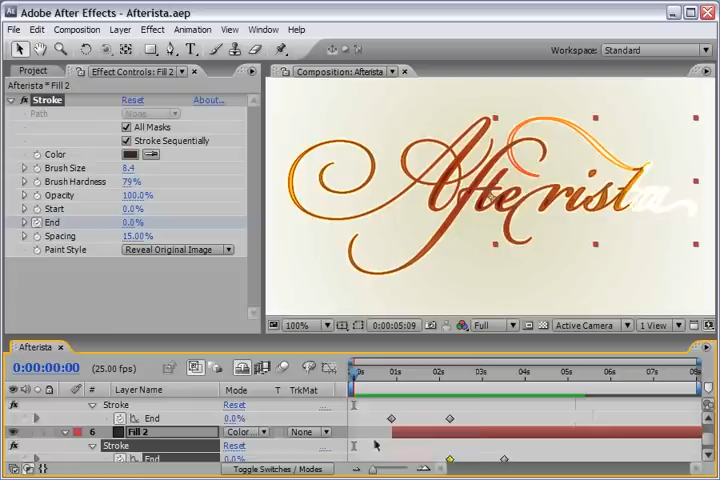 Adobe After Effects - Afterista.aep
File Edit Composition Layer Effect Animation View Window Help
Workspace: Standard
Project Effect Controls: Fill 2 Composition: Afterista
Afterista * Fill 2
Stroke Reset About...
Path None
All Masks
Stroke Sequentially
Color
Brush Size 8.4
Brush Hardness 79%
Opacity 100.0%
Start 0.0%
End 0.0%
Spacing 15.00%
Paint Style Reveal Original Image
Afterista
100% 0:00:05:09 Full Active Camera 1 View
Afterista
0:00:00:00 (25.00 fps) 0s 01s 02s 03s 04s 05s 06s 07s 08s
# Layer Name Mode T TrkMat
Stroke Reset ...
End 0.0%
6 Fill 2 Color... None
Stroke Reset ...
End 0.0%
Toggle Switches / Modes